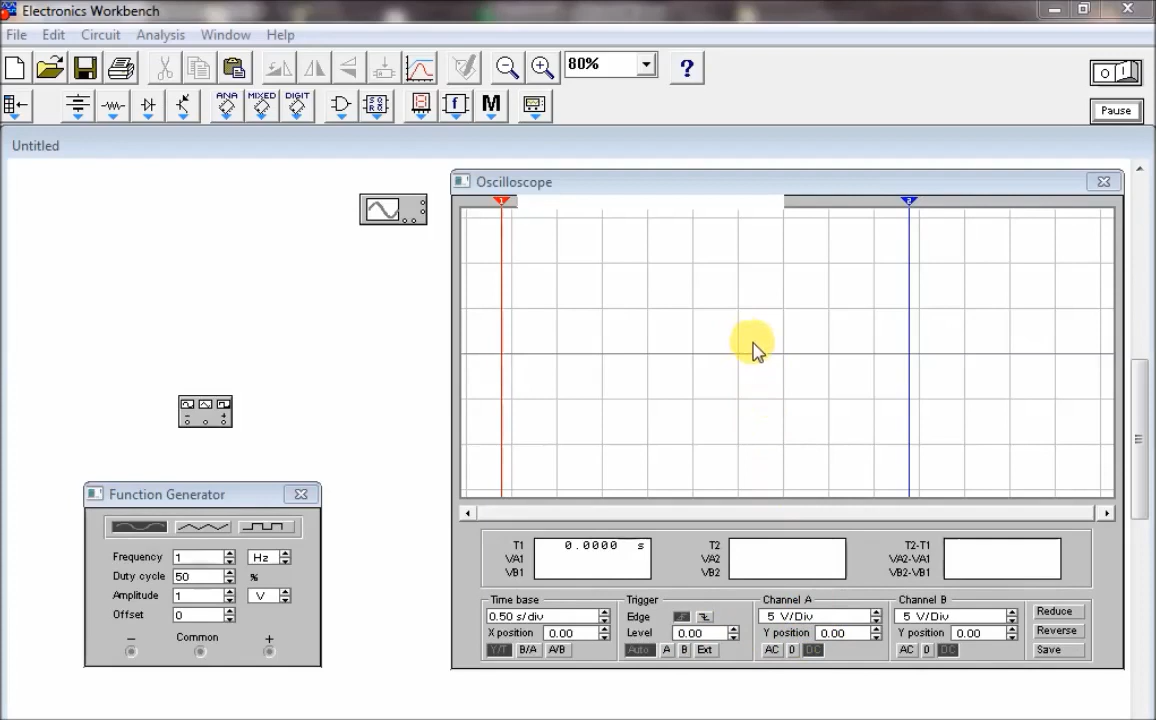 Electronics Workbench
File Edit Circuit Analysis Window Help
80%
?
O I
ANA MIXED DIGIT
f
M
Pause
Untitled
Oscilloscope
1
2
Function Generator
Frequency 1 Hz
Duty cycle 50 %
Amplitude 1 V
Offset 0
− Common +
T1 0.0000 s T2 T2-T1
VA1 VA2 VA2-VA1
VB1 VB2 VB2-VB1
Time base Trigger Channel A Channel B Reduce
0.50 s/div Edge 5 V/Div 5 V/Div
X position 0.00 Level 0.00 Y position 0.00 Y position 0.00 Reverse
Y/T B/A A/B Auto A B Ext AC 0 DC AC 0 DC Save